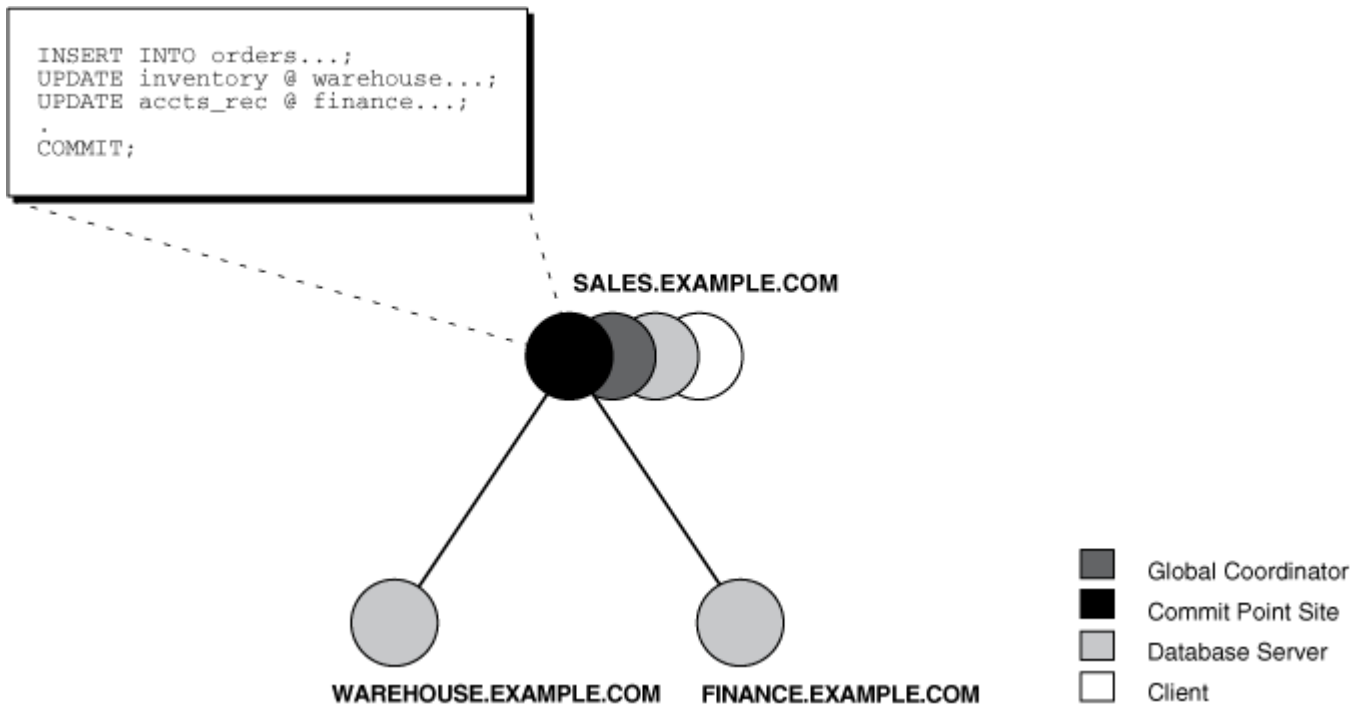 INSERT INTO orders...;
UPDATE inventory @ warehouse...;
UPDATE accts_rec @ finance...;
.
COMMIT;
SALES.EXAMPLE.COM
WAREHOUSE.EXAMPLE.COM
FINANCE.EXAMPLE.COM
Global Coordinator
Commit Point Site
Database Server
Client